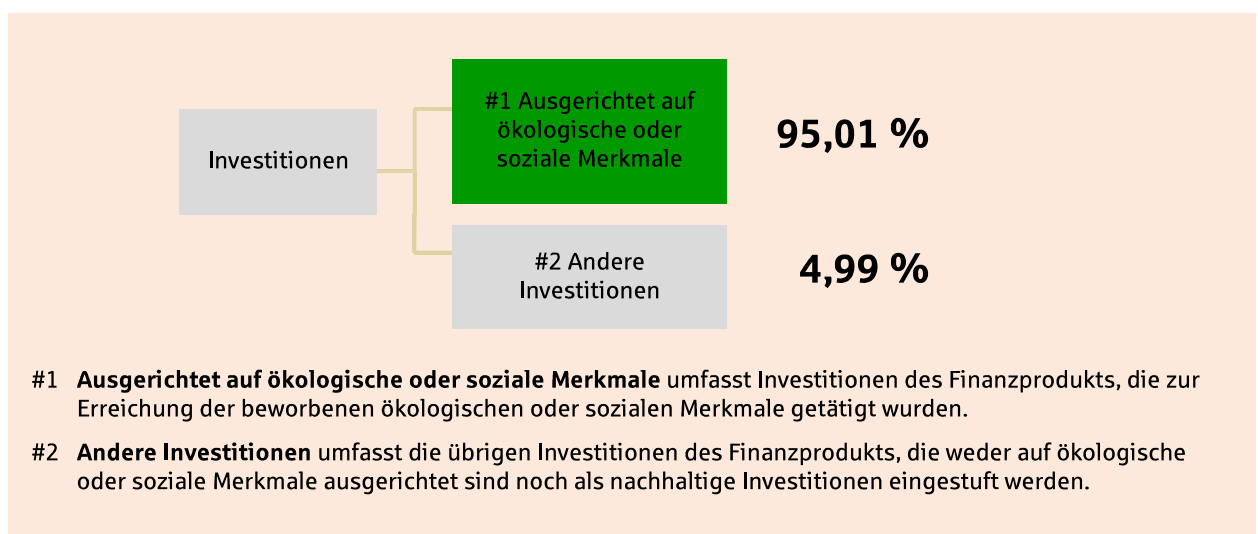 Investitionen
#1 Ausgerichtet auf
ökologische oder
soziale Merkmale
95,01 %
#2 Andere
Investitionen
4,99 %
#1 Ausgerichtet auf ökologische oder soziale Merkmale umfasst Investitionen des Finanzprodukts, die zur
Erreichung der beworbenen ökologischen oder sozialen Merkmale getätigt wurden.
#2 Andere Investitionen umfasst die übrigen Investitionen des Finanzprodukts, die weder auf ökologische
oder soziale Merkmale ausgerichtet sind noch als nachhaltige Investitionen eingestuft werden.